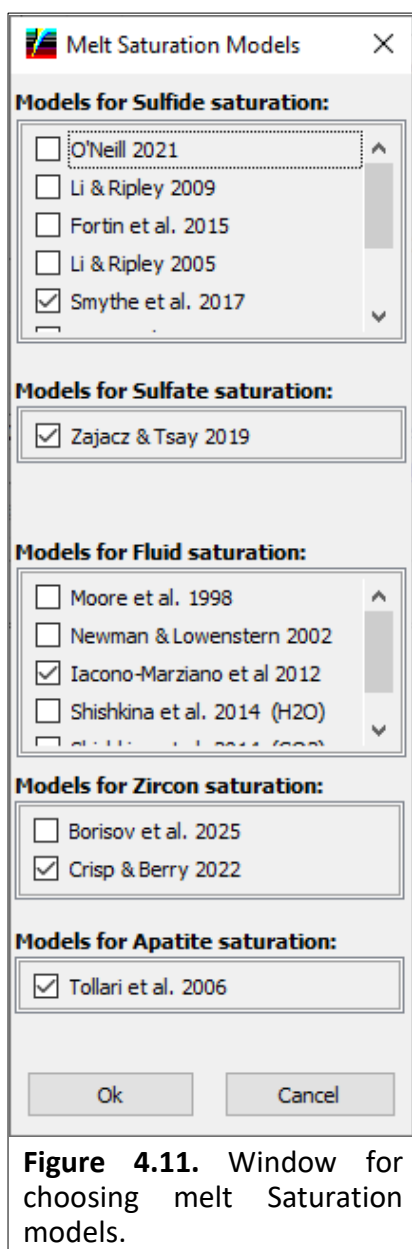 Melt Saturation Models
Models for Sulfide saturation:
O'Neill 2021
Li & Ripley 2009
Fortin et al. 2015
Li & Ripley 2005
Smythe et al. 2017
Models for Sulfate saturation:
Zajacz & Tsay 2019
Models for Fluid saturation:
Moore et al. 1998
Newman & Lowenstern 2002
Iacono-Marziano et al 2012
Shishkina et al. 2014 (H2O)
Models for Zircon saturation:
Borisov et al. 2025
Crisp & Berry 2022
Models for Apatite saturation:
Tollari et al. 2006
Ok Cancel
Figure 4.11. Window for
choosing melt Saturation
models.